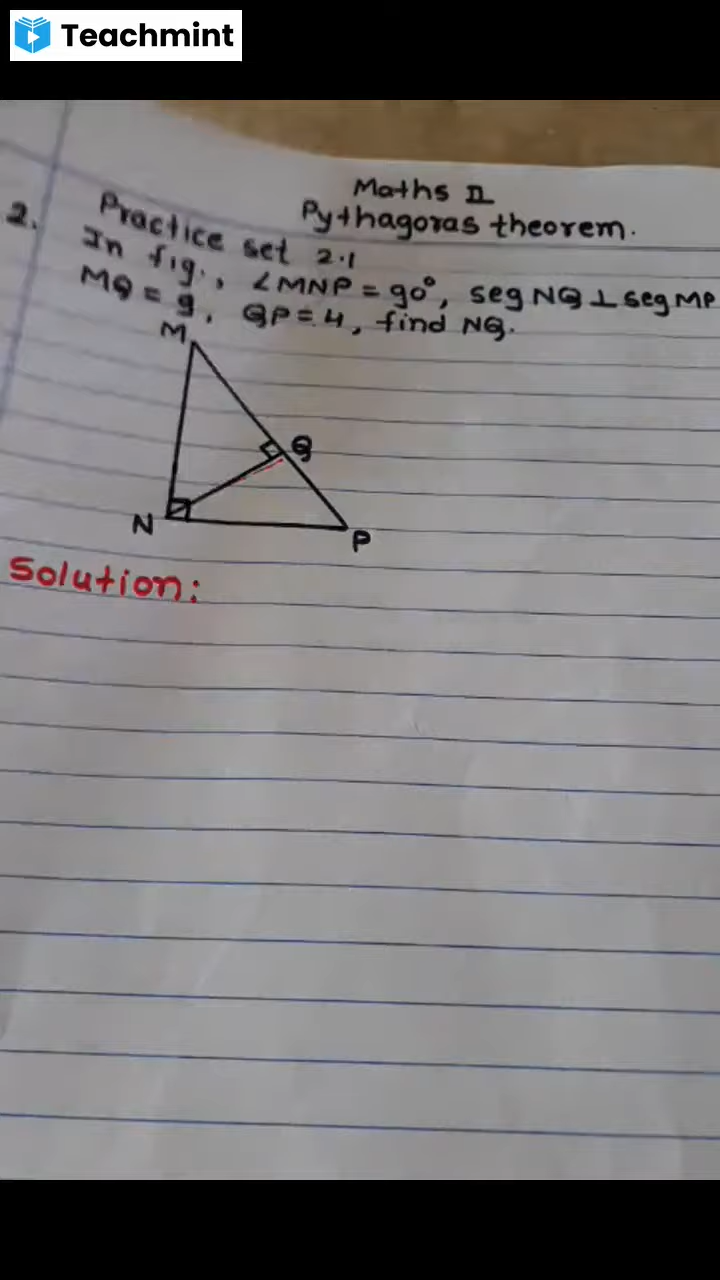 Teachmint
Maths II
Pythagoras theorem.
Practice set 2.1
2. In fig., ∠MNP = 90°, seg NQ ⊥ seg MP
MQ = 9, QP = 4, find NQ.
M
Q
N
P
Solution: